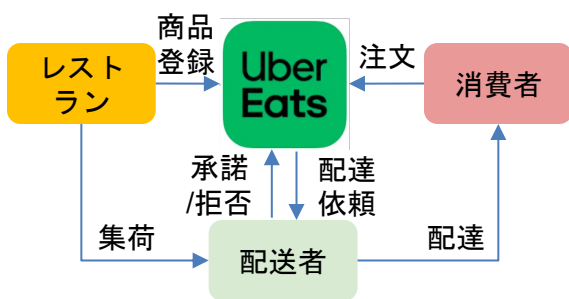 商品
登録
レスト
ラン
Uber
Eats
注文
消費者
承諾
/拒否
配達
依頼
集荷
配送者
配達